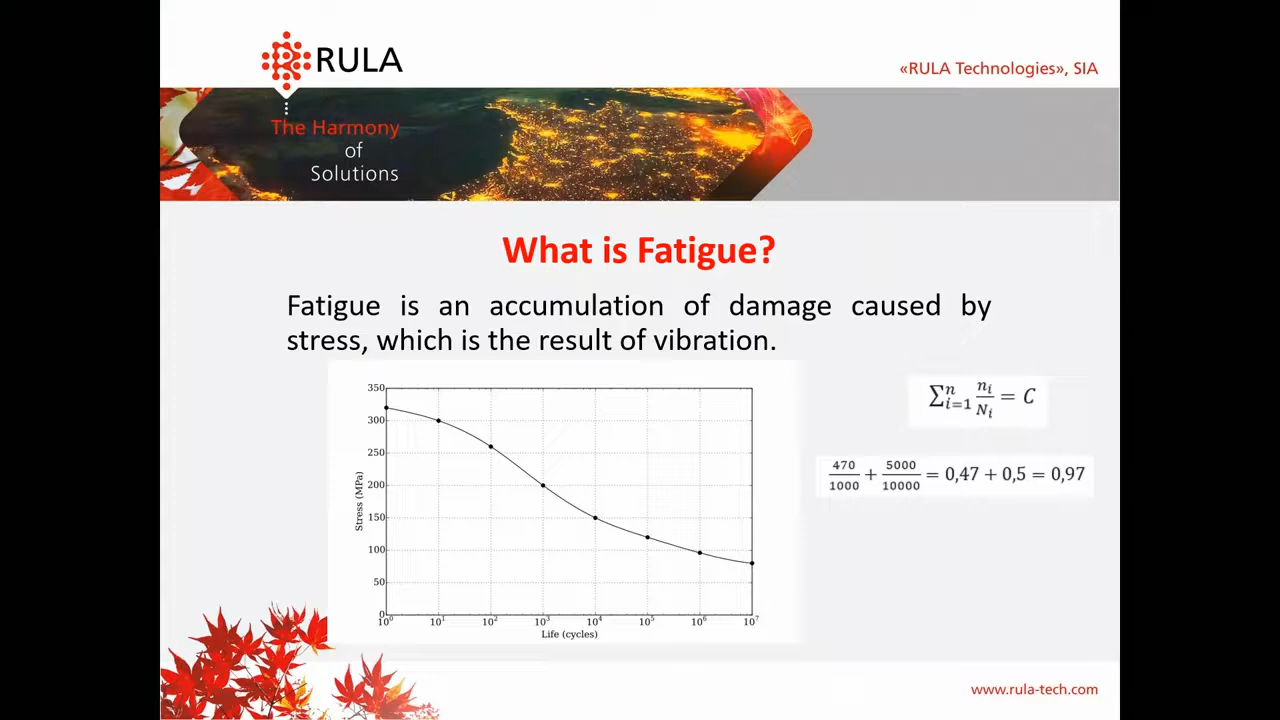 RULA
«RULA Technologies», SIA
The Harmony
of
Solutions
What is Fatigue?
Fatigue is an accumulation of damage caused by
stress, which is the result of vibration.
350
300
250
200
150
100
50
0
Stress (MPa)
10⁰ 10¹ 10² 10³ 10⁴ 10⁵ 10⁶ 10⁷
Life (cycles)
∑ⁿᵢ₌₁ nᵢ/Nᵢ = C
470/1000 + 5000/10000 = 0,47 + 0,5 = 0,97
www.rula-tech.com